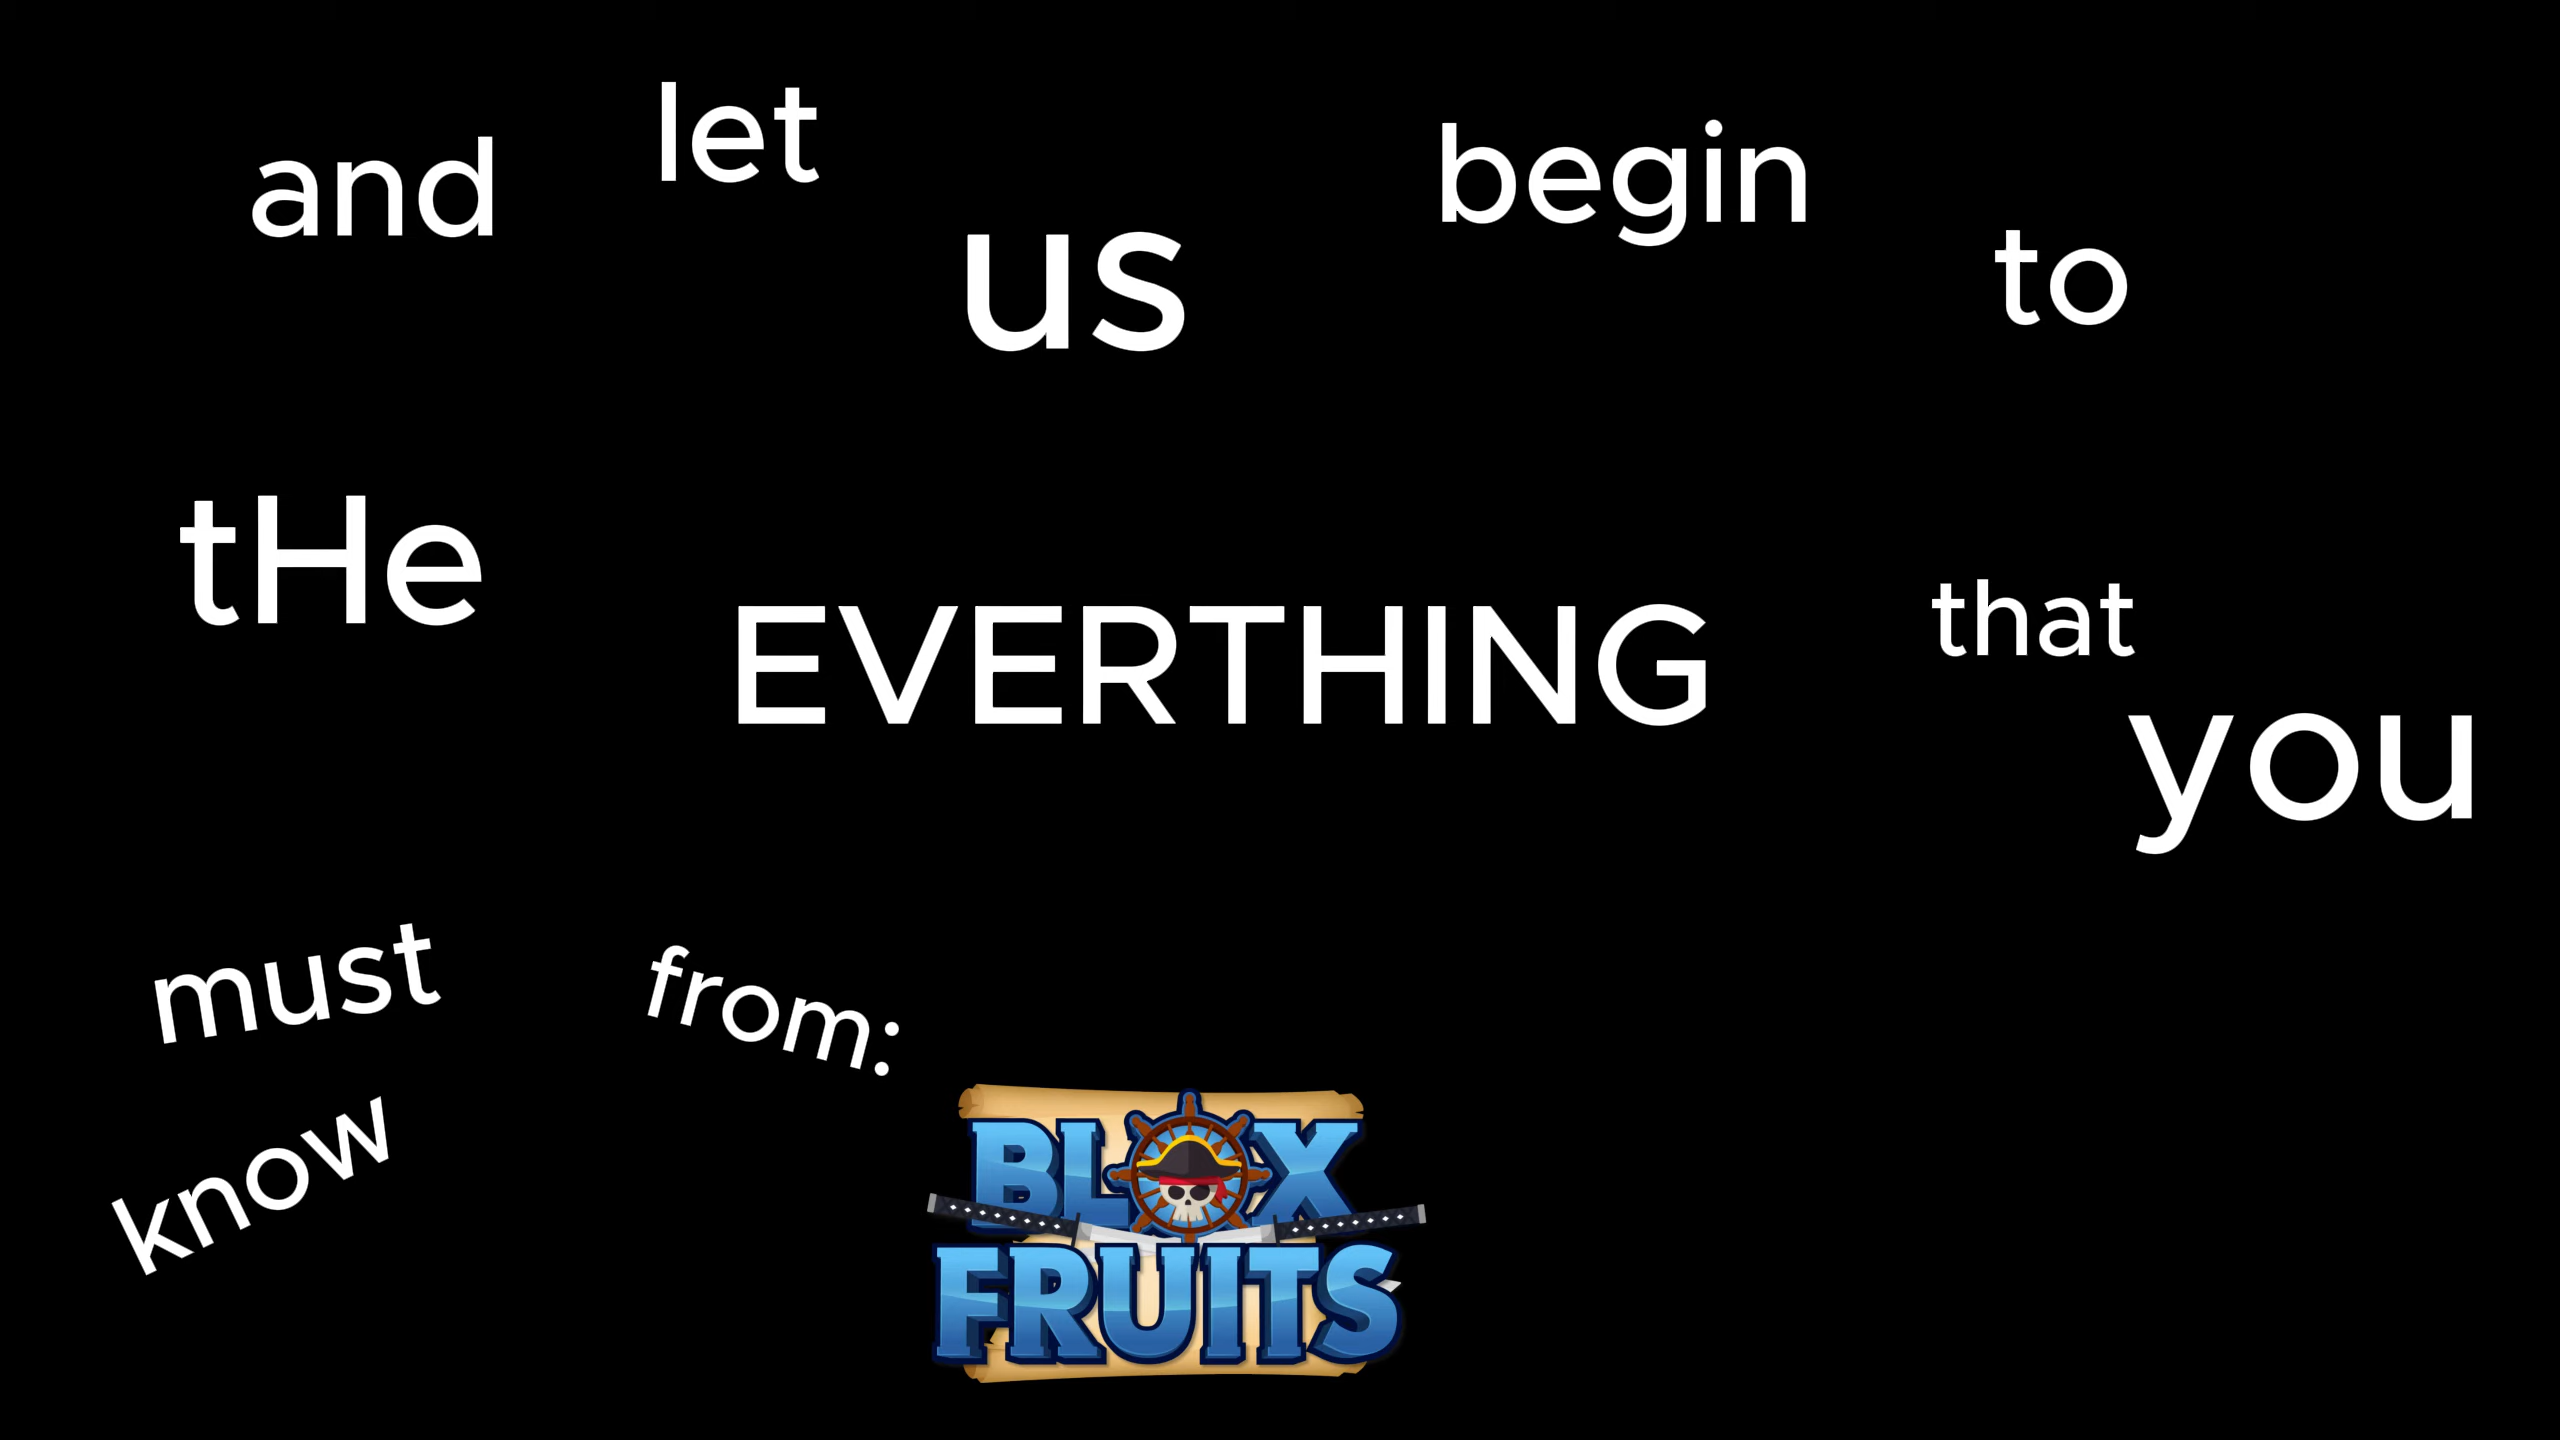 and let us begin to
tHe EVERTHING that you
must from:
know
BLOX
FRUITS